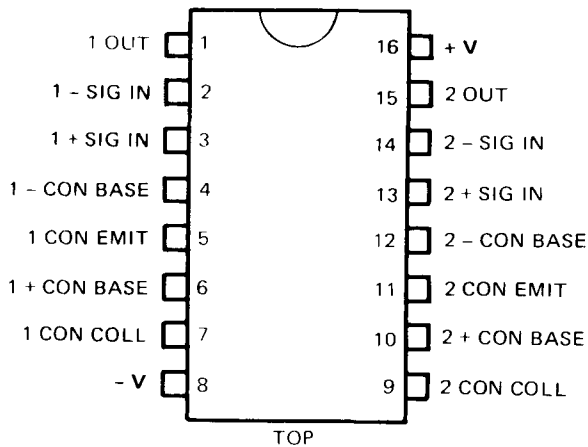 1 OUT 1 16 + V
1 - SIG IN 2 15 2 OUT
1 + SIG IN 3 14 2 - SIG IN
1 - CON BASE 4 13 2 + SIG IN
1 CON EMIT 5 12 2 - CON BASE
1 + CON BASE 6 11 2 CON EMIT
1 CON COLL 7 10 2 + CON BASE
- V 8 9 2 CON COLL
TOP